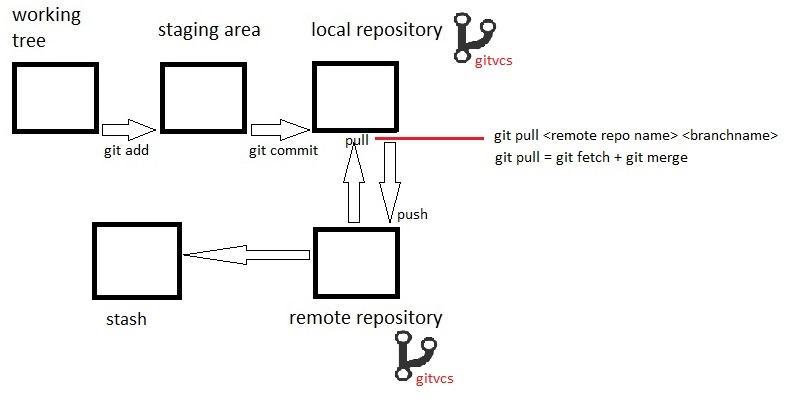 working
tree
staging area
local repository
gitvcs
git add
git commit
pull
git pull <remote repo name> <branchname>
git pull = git fetch + git merge
push
stash
remote repository
gitvcs